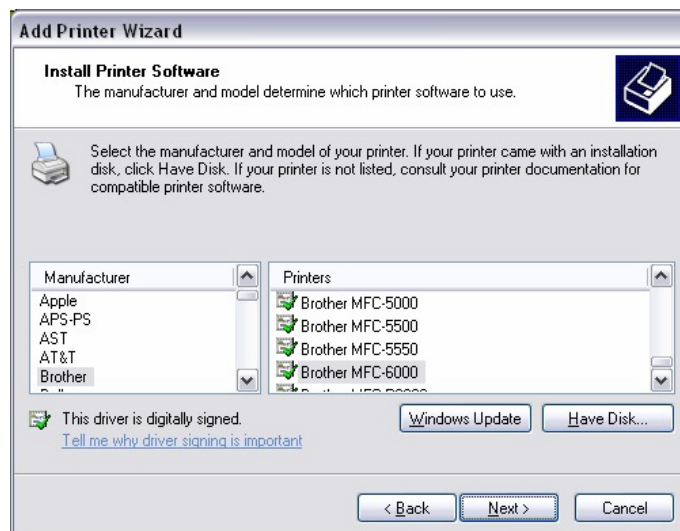 Add Printer Wizard
Install Printer Software
The manufacturer and model determine which printer software to use.
Select the manufacturer and model of your printer. If your printer came with an installation
disk, click Have Disk. If your printer is not listed, consult your printer documentation for
compatible printer software.
Manufacturer
Apple
APS-PS
AST
AT&T
Brother
Printers
Brother MFC-5000
Brother MFC-5500
Brother MFC-5550
Brother MFC-6000
This driver is digitally signed.
Tell me why driver signing is important
Windows Update
Have Disk...
< Back
Next >
Cancel